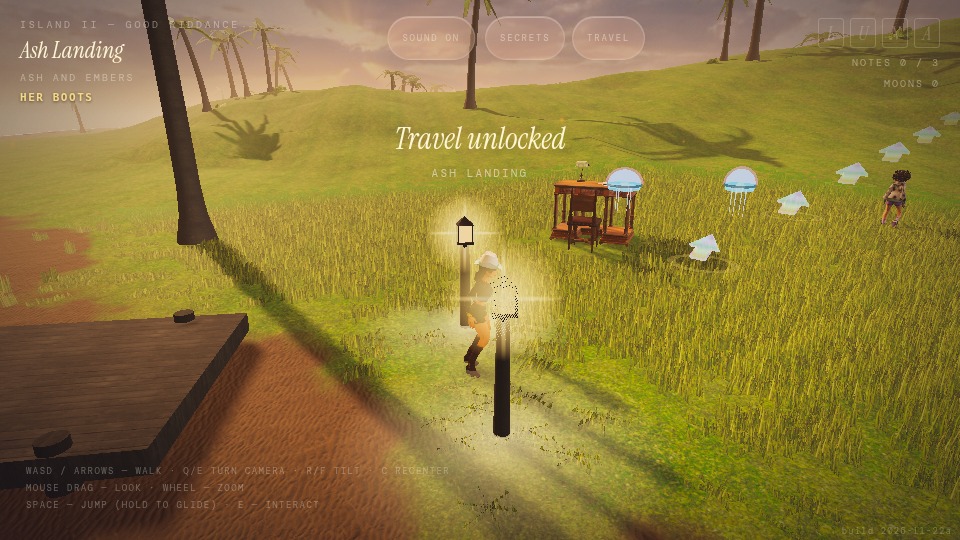 ISLAND II — GOOD RIDDANCE
Ash Landing
ASH AND EMBERS
HER BOOTS
SOUND ON
SECRETS
TRAVEL
NOTES 0 / 3
MOONS 0
Travel unlocked
ASH LANDING
WASD / ARROWS — WALK · Q/E TURN CAMERA · R/F TILT · C RECENTER
MOUSE DRAG — LOOK · WHEEL — ZOOM
SPACE — JUMP (HOLD TO GLIDE) E — INTERACT
build 2026-11-22a